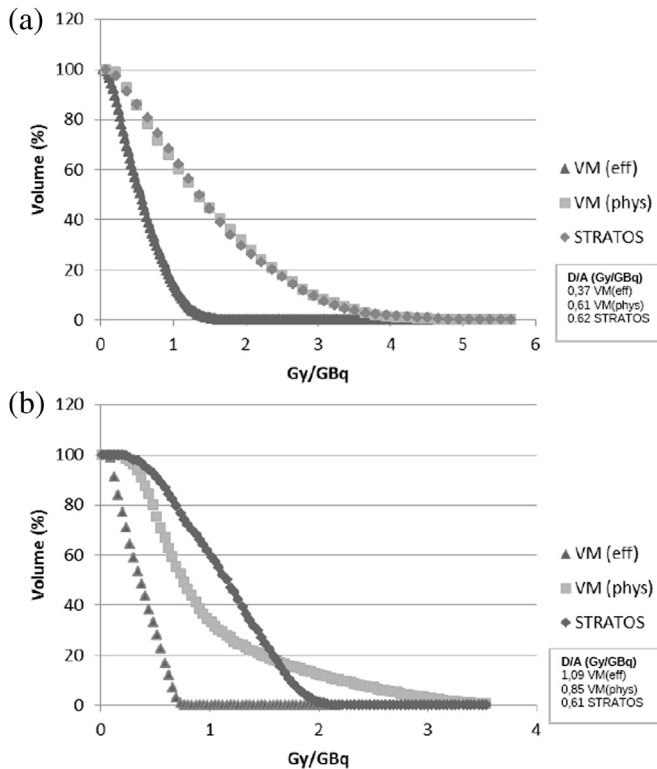 (a)
120
100
80
60
40
20
0
Volume (%)
0 1 2 3 4 5 6
Gy/GBq
VM (eff)
VM (phys)
STRATOS
D/A (Gy/GBq)
0,37 VM(eff)
0,61 VM(phys)
0.62 STRATOS
(b)
120
100
80
60
40
20
0
Volume (%)
0 1 2 3 4
Gy/GBq
VM (eff)
VM (phys)
STRATOS
D/A (Gy/GBq)
1,09 VM(eff)
0,85 VM(phys)
0,61 STRATOS